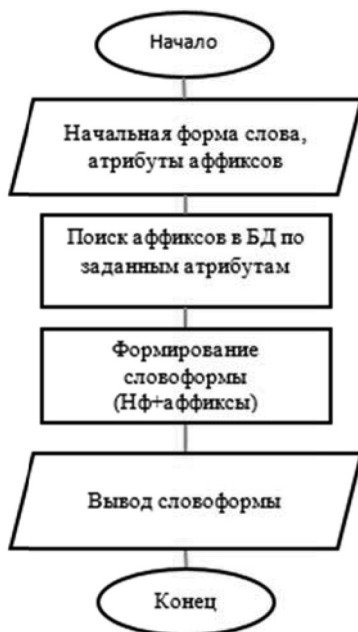 Начало
Начальная форма слова,
атрибуты аффиксов
Поиск аффиксов в БД по
заданным атрибутам
Формирование
словоформы
(Нф+аффиксы)
Вывод словоформы
Конец